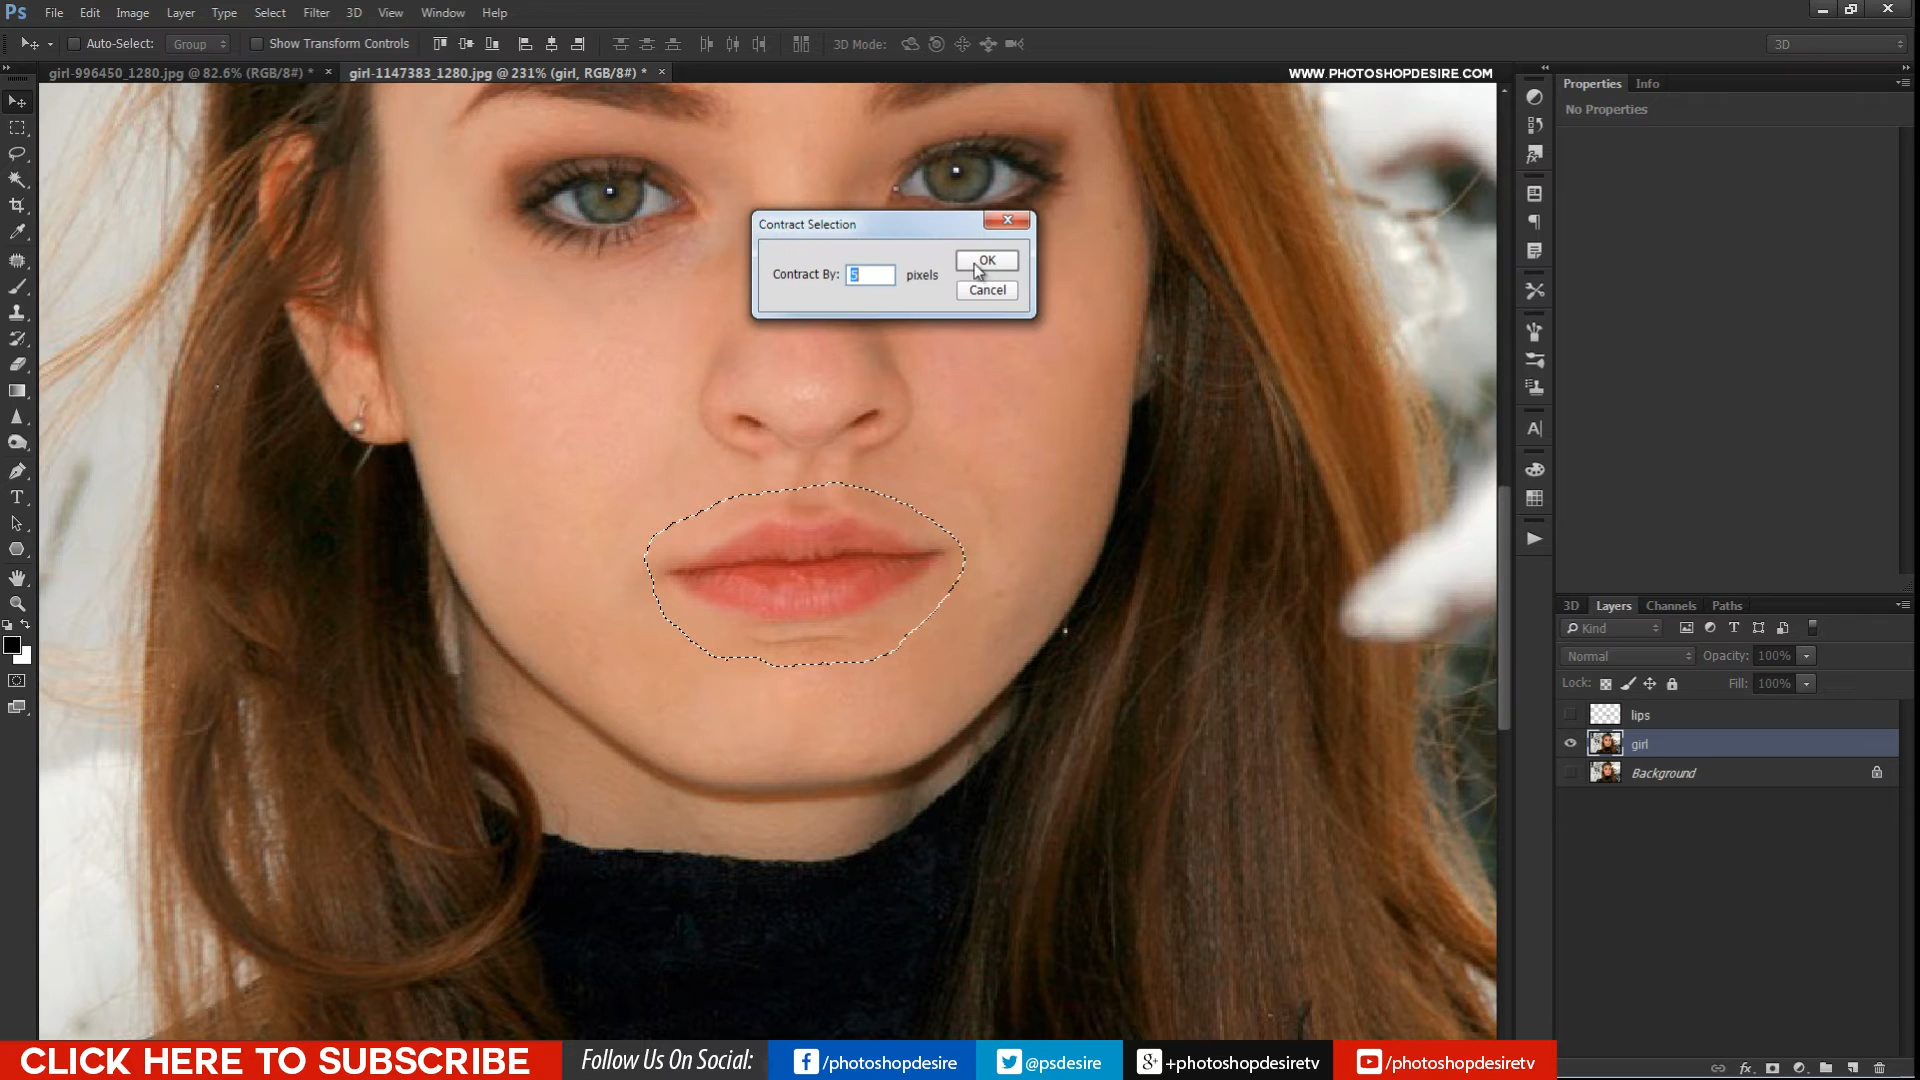 Ps File Edit Image Layer Type Select Filter 3D View Window Help
Auto-Select: Group Show Transform Controls 3D Mode: 3D
girl-996450_1280.jpg @ 82.6% (RGB/8#) * × girl-1147383_1280.jpg @ 231% (girl, RGB/8#) * ×
WWW.PHOTOSHOPDESIRE.COM
Properties Info
No Properties
Contract Selection
Contract By: 5 pixels
OK
Cancel
3D Layers Channels Paths
Kind
Normal Opacity: 100%
Lock: Fill: 100%
lips
girl
Background
CLICK HERE TO SUBSCRIBE Follow Us On Social: /photoshopdesire @psdesire +photoshopdesiretv /photoshopdesiretv